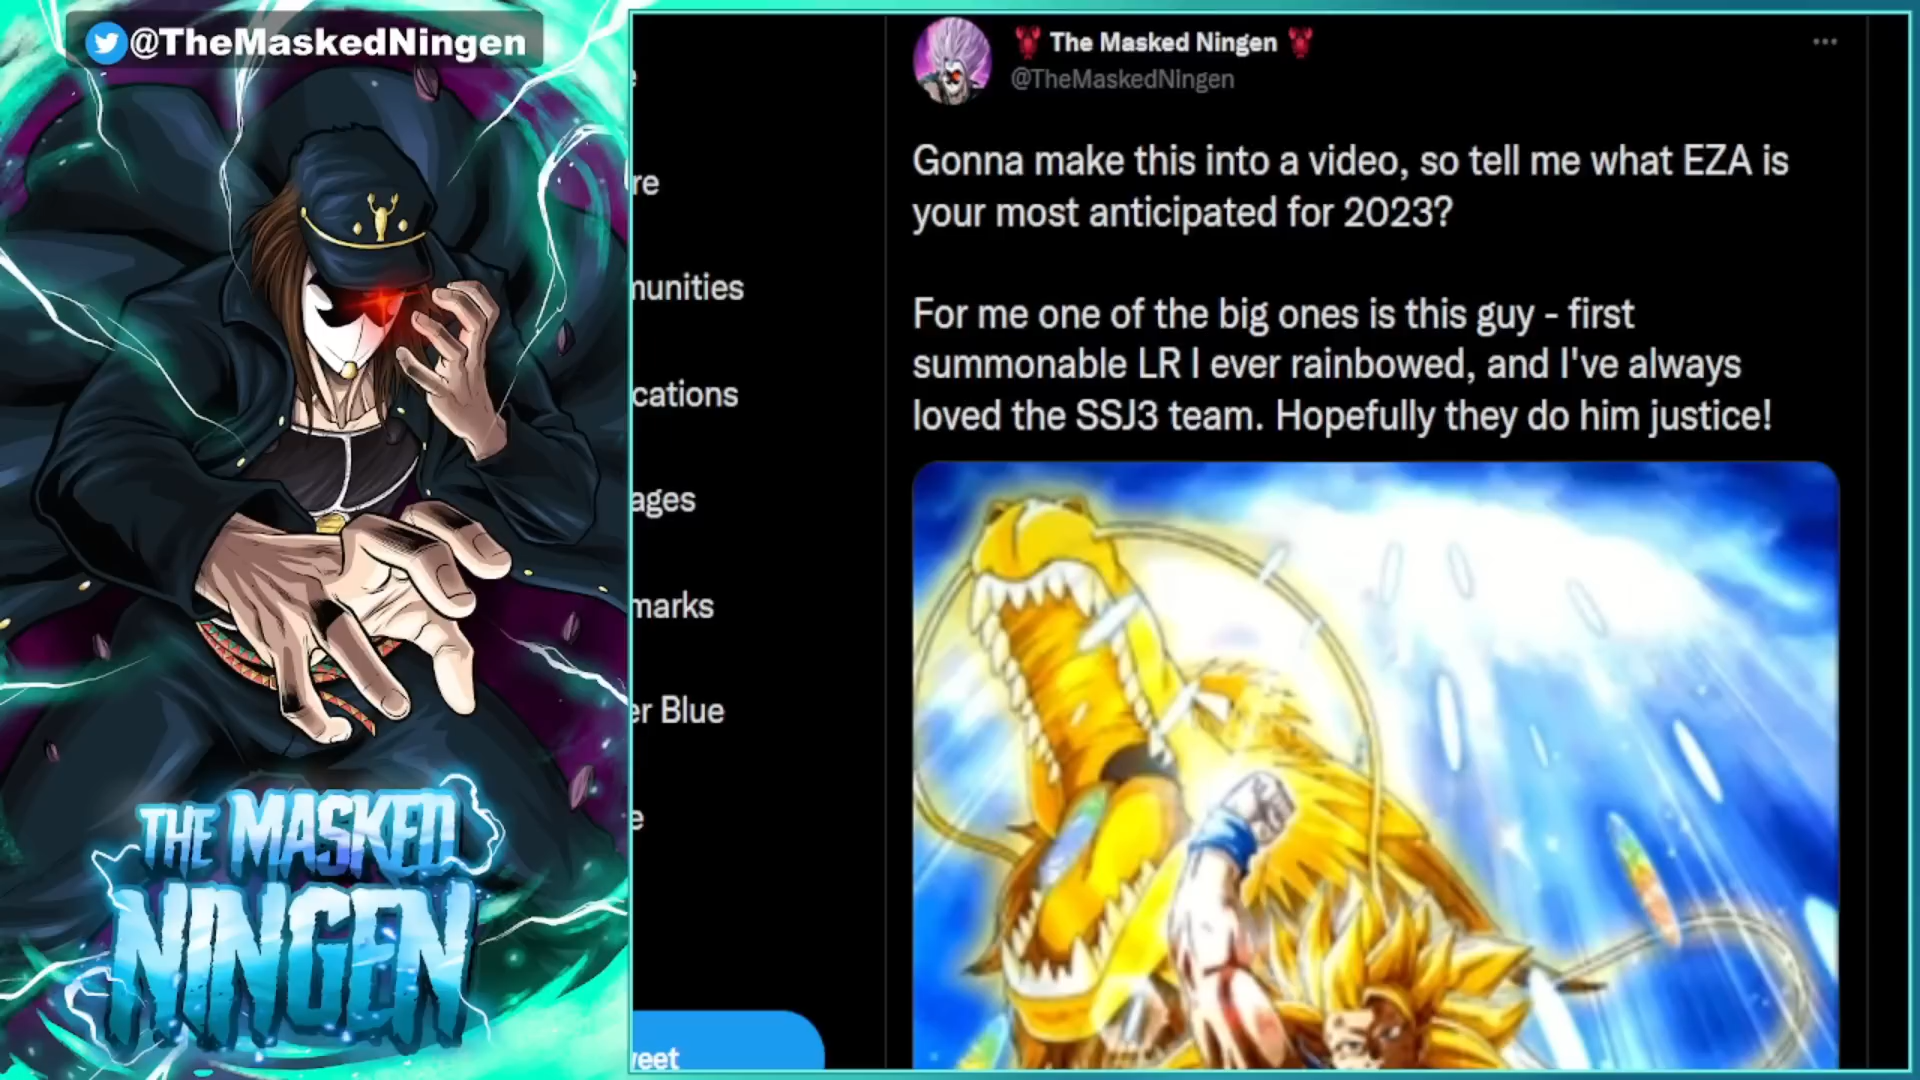 @TheMaskedNingen
THE MASKED
NINGEN
The Masked Ningen
@TheMaskedNingen
Gonna make this into a video, so tell me what EZA is
your most anticipated for 2023?
For me one of the big ones is this guy - first
summonable LR I ever rainbowed, and I've always
loved the SSJ3 team. Hopefully they do him justice!
e
re
munities
cations
ages
marks
er Blue
e
weet